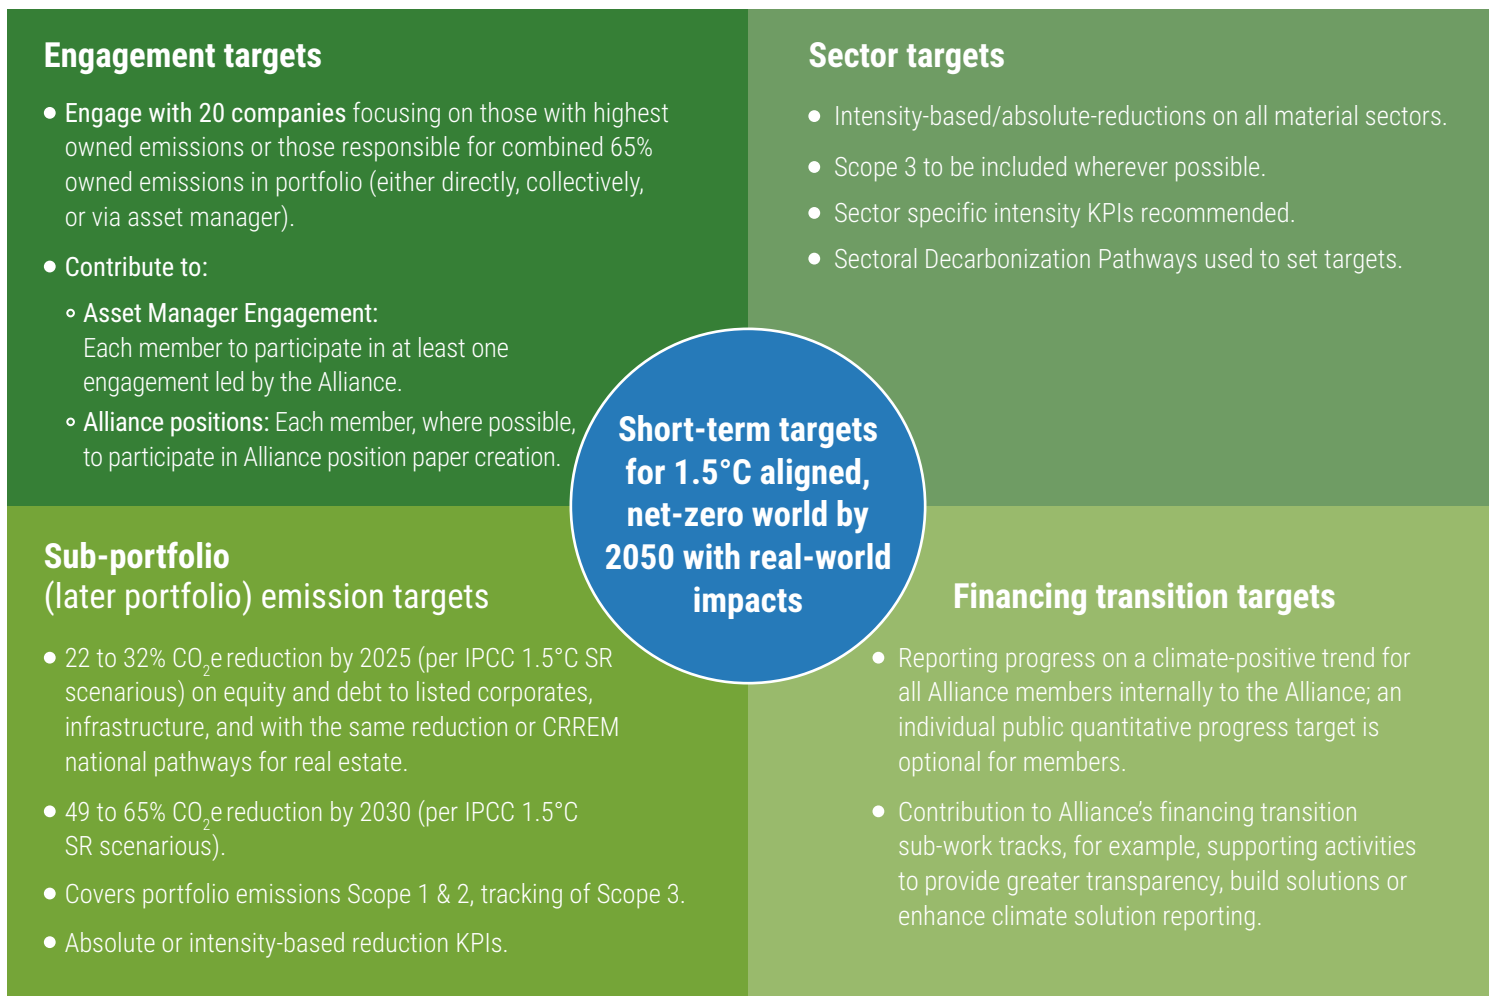 Engagement targets
● Engage with 20 companies focusing on those with highest
owned emissions or those responsible for combined 65%
owned emissions in portfolio (either directly, collectively,
or via asset manager).
● Contribute to:
○ Asset Manager Engagement:
Each member to participate in at least one
engagement led by the Alliance.
○ Alliance positions: Each member, where possible,
to participate in Alliance position paper creation.
Sector targets
● Intensity-based/absolute-reductions on all material sectors.
● Scope 3 to be included wherever possible.
● Sector specific intensity KPIs recommended.
● Sectoral Decarbonization Pathways used to set targets.
Short-term targets
for 1.5°C aligned,
net-zero world by
2050 with real-world
impacts
Sub-portfolio
(later portfolio) emission targets
● 22 to 32% CO₂e reduction by 2025 (per IPCC 1.5°C SR
scenarious) on equity and debt to listed corporates,
infrastructure, and with the same reduction or CRREM
national pathways for real estate.
● 49 to 65% CO₂e reduction by 2030 (per IPCC 1.5°C
SR scenarious).
● Covers portfolio emissions Scope 1 & 2, tracking of Scope 3.
● Absolute or intensity-based reduction KPIs.
Financing transition targets
● Reporting progress on a climate-positive trend for
all Alliance members internally to the Alliance; an
individual public quantitative progress target is
optional for members.
● Contribution to Alliance’s financing transition
sub-work tracks, for example, supporting activities
to provide greater transparency, build solutions or
enhance climate solution reporting.